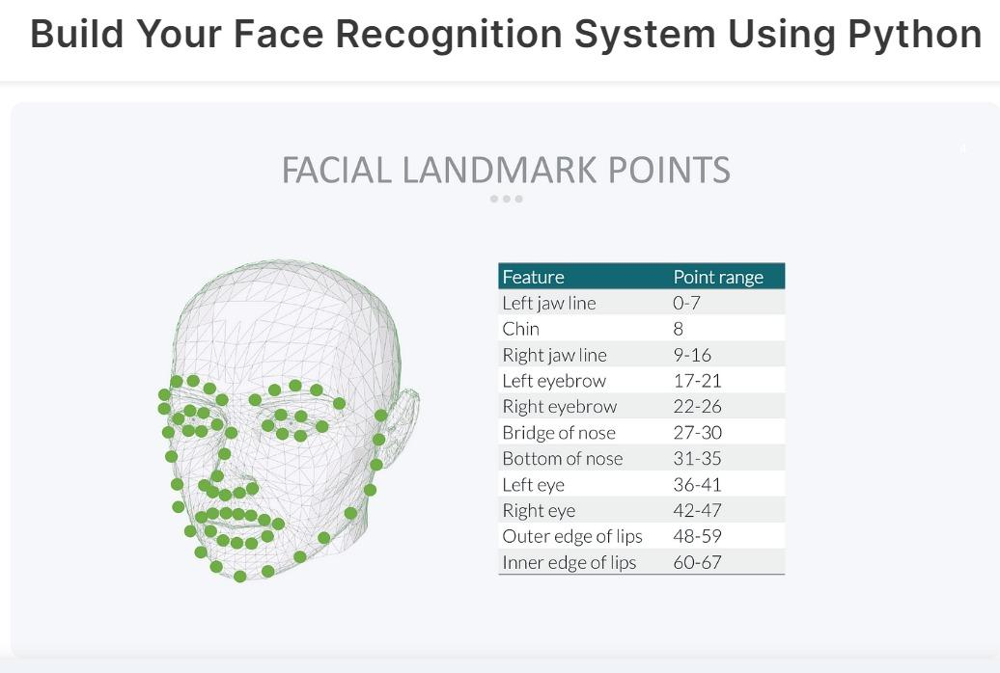 Build Your Face Recognition System Using Python
4
FACIAL LANDMARK POINTS
Feature Point range
Left jaw line 0-7
Chin 8
Right jaw line 9-16
Left eyebrow 17-21
Right eyebrow 22-26
Bridge of nose 27-30
Bottom of nose 31-35
Left eye 36-41
Right eye 42-47
Outer edge of lips 48-59
Inner edge of lips 60-67